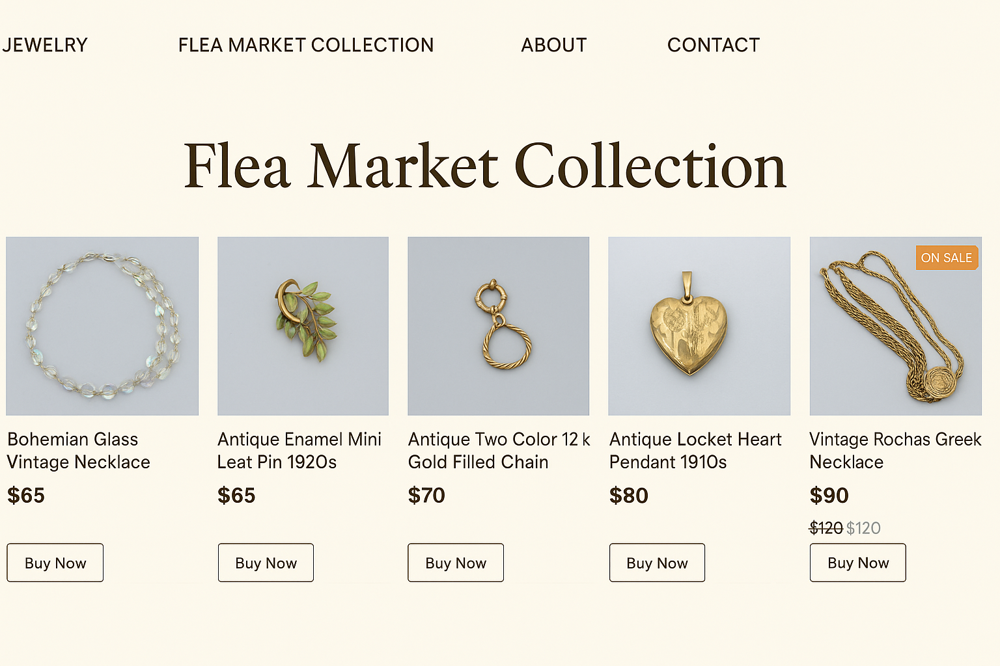 JEWELRY FLEA MARKET COLLECTION ABOUT CONTACT
Flea Market Collection
ON SALE
Bohemian Glass
Vintage Necklace
$65
Buy Now
Antique Enamel Mini
Leat Pin 1920s
$65
Buy Now
Antique Two Color 12 k
Gold Filled Chain
$70
Buy Now
Antique Locket Heart
Pendant 1910s
$80
Buy Now
Vintage Rochas Greek
Necklace
$90
$120 $120
Buy Now